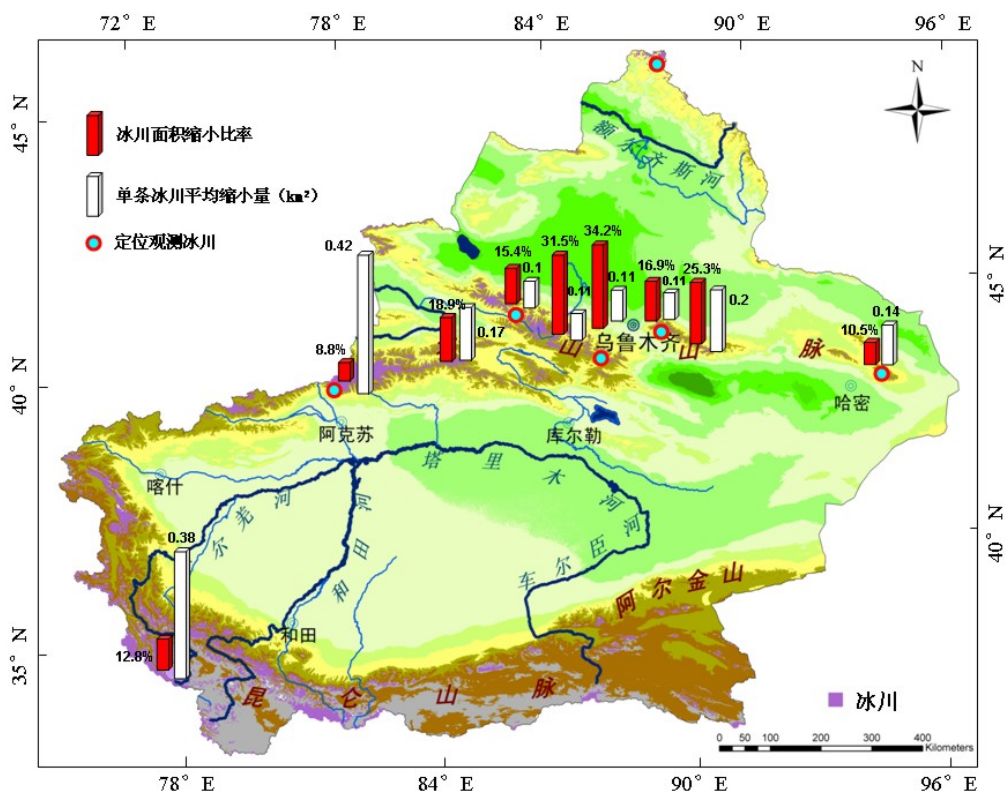 72° E
78° E
84° E
90° E
96° E
N
45° N
冰川面积缩小比率
单条冰川平均缩小量（km²）
定位观测冰川
额尔齐斯河
0.42
15.4%
0.1
31.5%
0.11
34.2%
0.11
16.9%
0.11
25.3%
0.2
45° N
18.9%
0.17
8.8%
0.14
10.5%
山
乌鲁木齐
山
脉
40° N
哈密
阿克苏
库尔勒
喀什
塔里木河
尔羌河
和田河
车尔臣河
40° N
0.38
阿尔金山
12.8%
和田
35° N
昆仑山脉
冰川
0 50 100 200 300 400
Kilometers
78° E
84° E
90° E
96° E